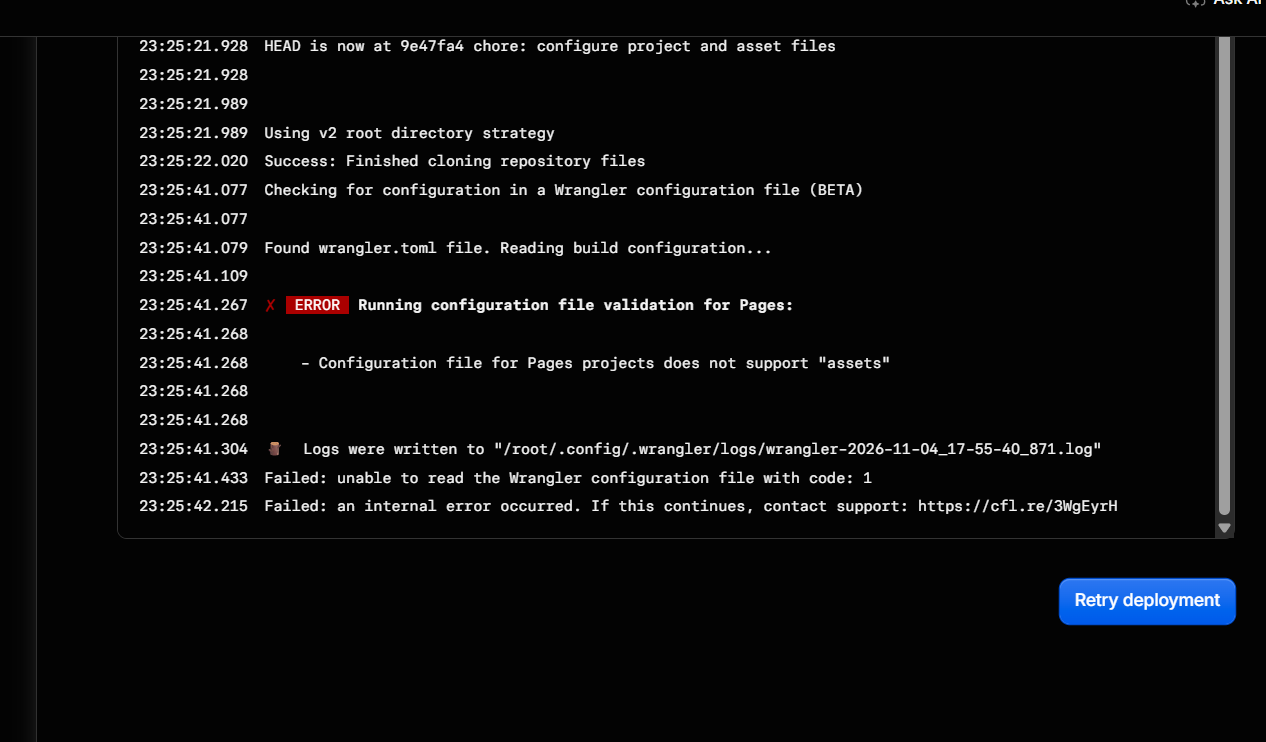 Ask AI
23:25:21.928 HEAD is now at 9e47fa4 chore: configure project and asset files
23:25:21.928
23:25:21.989
23:25:21.989 Using v2 root directory strategy
23:25:22.020 Success: Finished cloning repository files
23:25:41.077 Checking for configuration in a Wrangler configuration file (BETA)
23:25:41.077
23:25:41.079 Found wrangler.toml file. Reading build configuration...
23:25:41.109
23:25:41.267 ✗ ERROR Running configuration file validation for Pages:
23:25:41.268
23:25:41.268 - Configuration file for Pages projects does not support "assets"
23:25:41.268
23:25:41.268
23:25:41.304 🪵 Logs were written to "/root/.config/.wrangler/logs/wrangler-2026-11-04_17-55-40_871.log"
23:25:41.433 Failed: unable to read the Wrangler configuration file with code: 1
23:25:42.215 Failed: an internal error occurred. If this continues, contact support: https://cfl.re/3WgEyrH
Retry deployment